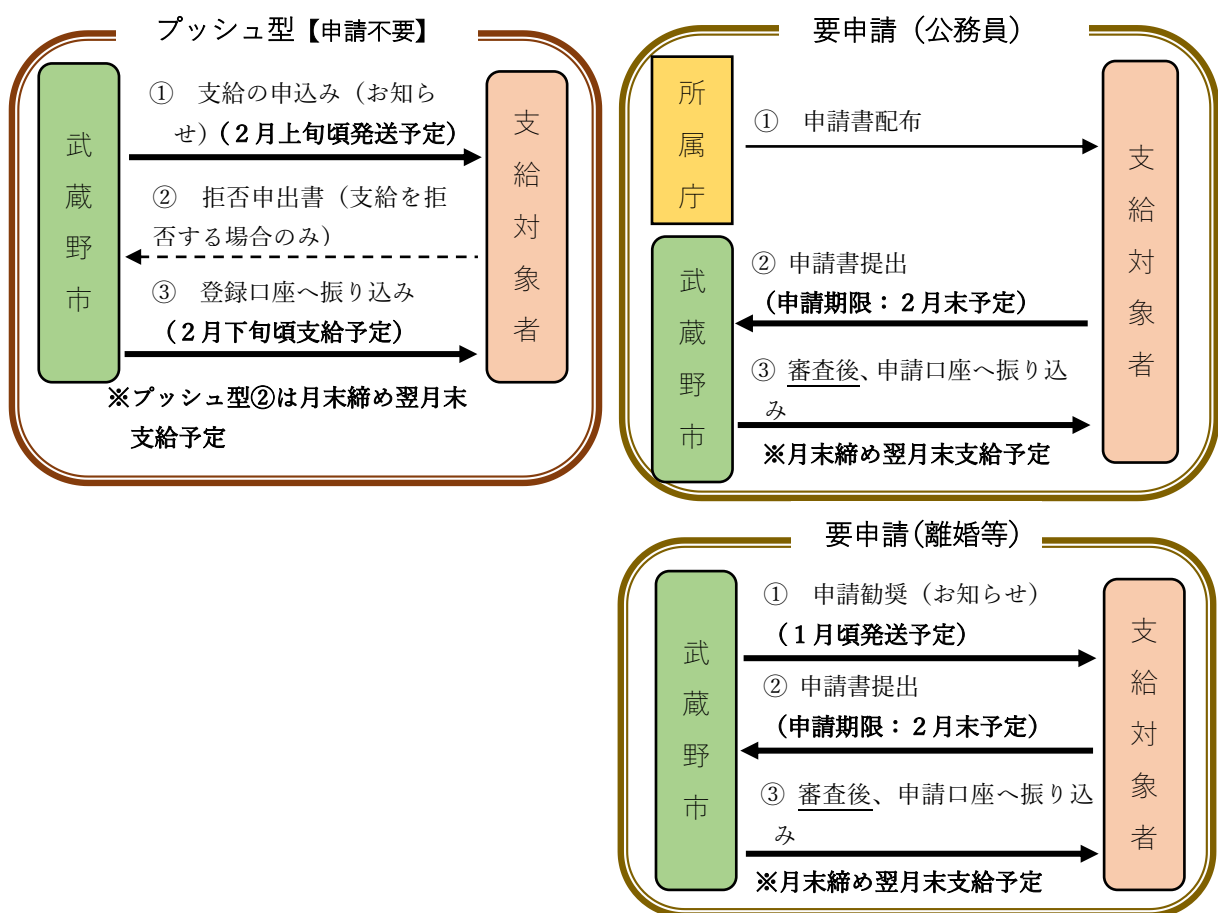 プッシュ型【申請不要】
武蔵野市
① 支給の申込み（お知ら
せ）（２月上旬頃発送予定）
② 拒否申出書（支給を拒
否する場合のみ）
③ 登録口座へ振り込み
（２月下旬頃支給予定）
支給対象者
※プッシュ型②は月末締め翌月末
支給予定
要申請（公務員）
所属庁
① 申請書配布
武蔵野市
② 申請書提出
（申請期限：２月末予定）
③ 審査後、申請口座へ振り込
み
※月末締め翌月末支給予定
支給対象者
要申請（離婚等）
武蔵野市
① 申請勧奨（お知らせ）
（１月頃発送予定）
② 申請書提出
（申請期限：２月末予定）
③ 審査後、申請口座へ振り込
み
※月末締め翌月末支給予定
支給対象者